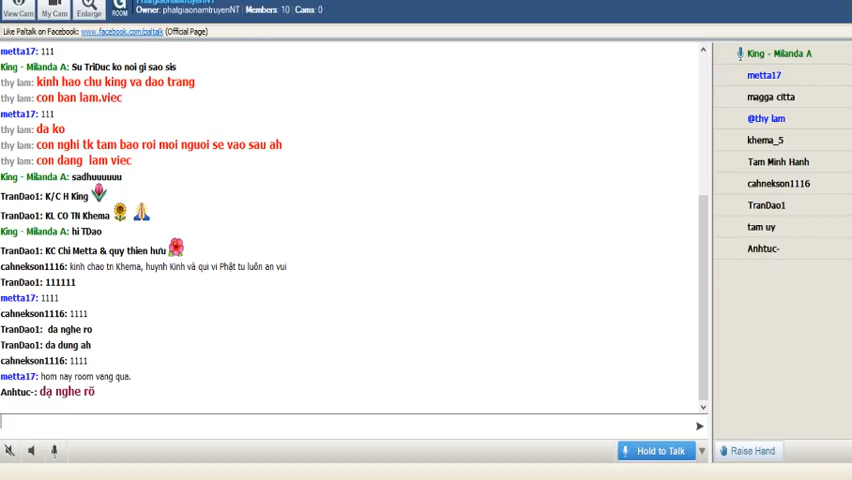 PhatgiaonamtruyenNT
View Cam
My Cam
Enlarge
G
ROOM
Owner: phatgiaonamtruyenNT | Members: 10 | Cams: 0
Like Paltalk on Facebook: www.facebook.com/paltalk (Official Page)
metta17: 111
King - Milanda A: Su TriDuc ko noi gi sao sis
thy lam: kinh hao chu king va dao trang
thy lam: con ban lam.viec
metta17: 111
thy lam: da ko
thy lam: con nghi tk tam bao roi moi nguoi se vao sau ah
thy lam: con dang lam viec
King - Milanda A: sadhuuuuuu
TranDao1: K/C H King
TranDao1: KL CO TN Khema
King - Milanda A: hi TDao
TranDao1: KC Chi Metta & quy thien hưu
cahnekson1116: kinh chao tn Khema, huynh Kinh và qui vi Phật tu luôn an vui
TranDao1: 111111
metta17: 1111
cahnekson1116: 1111
TranDao1: da nghe ro
TranDao1: da dung ah
cahnekson1116: 1111
metta17: hom nay room vang qua.
Anhtuc-: dạ nghe rõ
Hold to Talk
King - Milanda A
metta17
magga citta
@thy lam
khema_5
Tam Minh Hanh
cahnekson1116
TranDao1
tam uy
Anhtuc-
Raise Hand